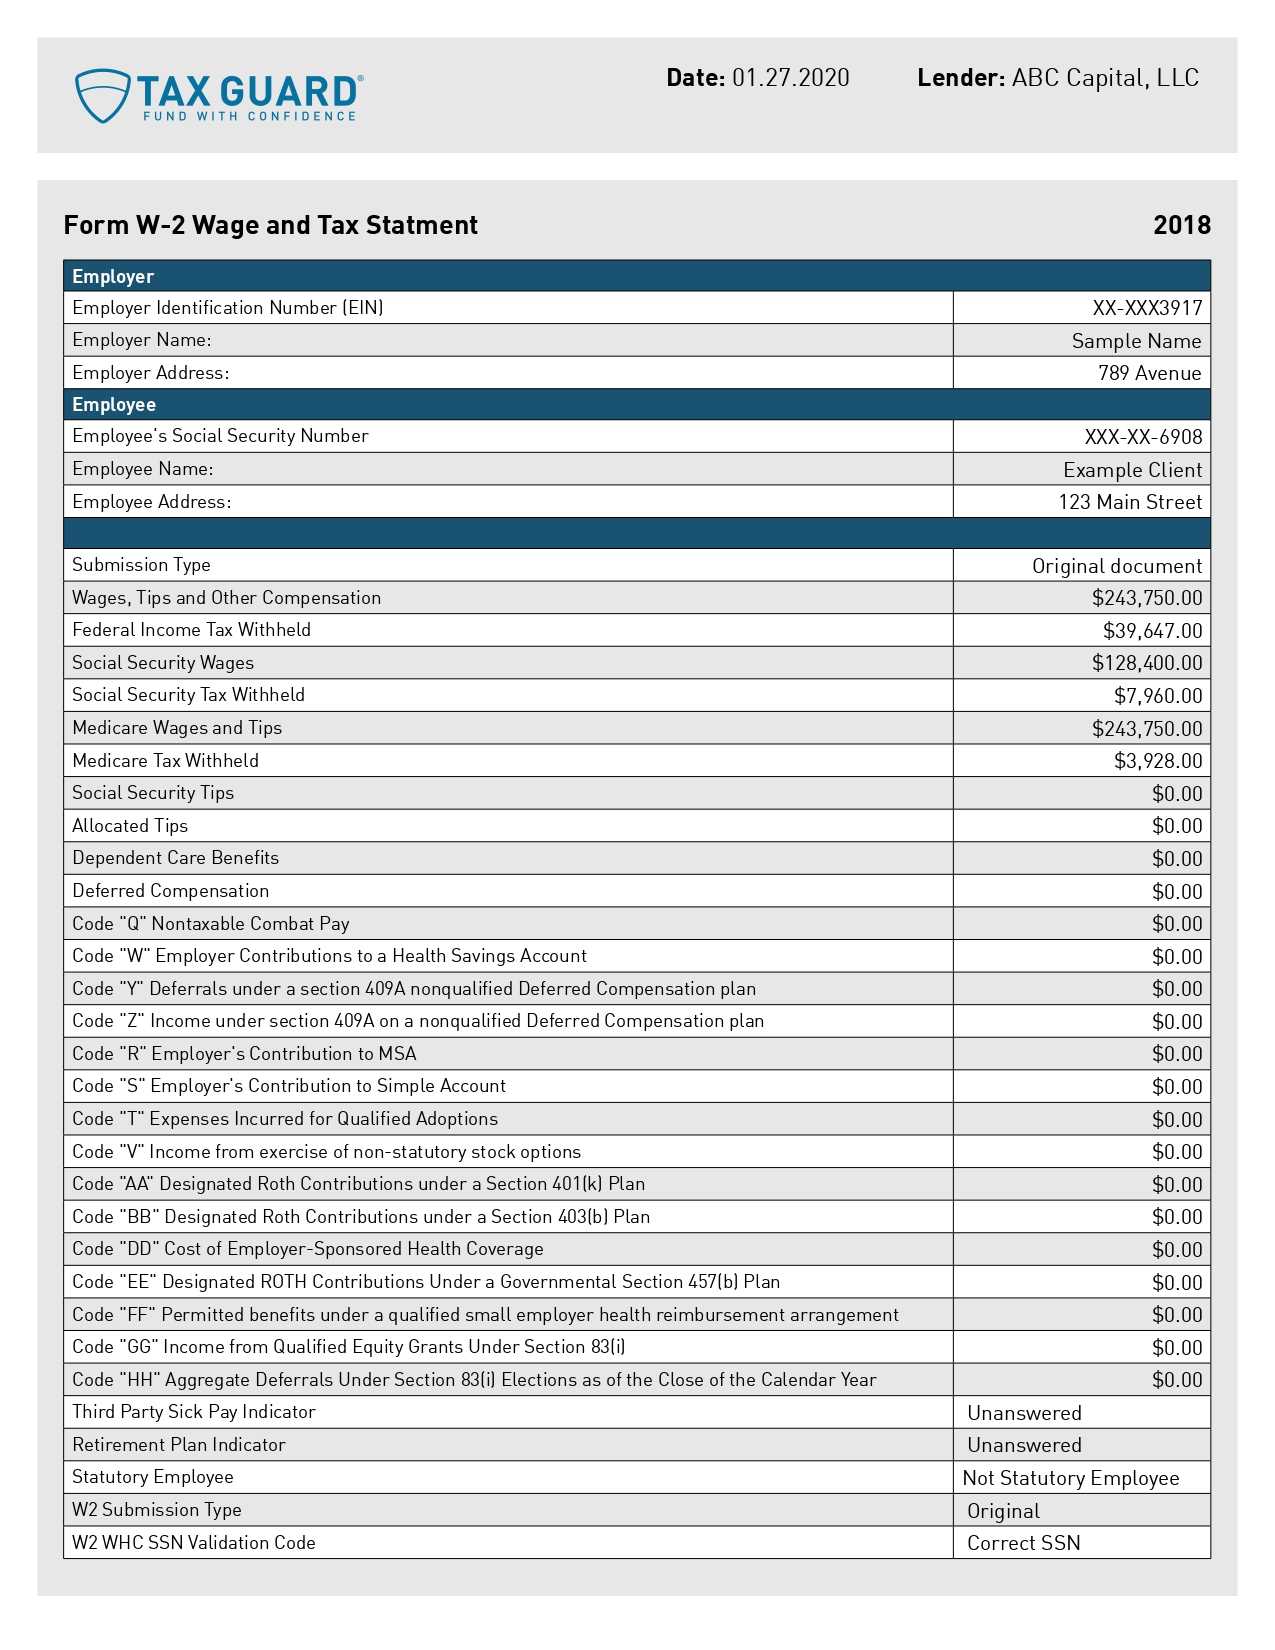 TAX GUARD®
FUND WITH CONFIDENCE
Date: 01.27.2020 Lender: ABC Capital, LLC
Form W-2 Wage and Tax Statment 2018
Employer
Employer Identification Number (EIN) XX-XXX3917
Employer Name: Sample Name
Employer Address: 789 Avenue
Employee
Employee's Social Security Number XXX-XX-6908
Employee Name: Example Client
Employee Address: 123 Main Street
Submission Type Original document
Wages, Tips and Other Compensation $243,750.00
Federal Income Tax Withheld $39,647.00
Social Security Wages $128,400.00
Social Security Tax Withheld $7,960.00
Medicare Wages and Tips $243,750.00
Medicare Tax Withheld $3,928.00
Social Security Tips $0.00
Allocated Tips $0.00
Dependent Care Benefits $0.00
Deferred Compensation $0.00
Code "Q" Nontaxable Combat Pay $0.00
Code "W" Employer Contributions to a Health Savings Account $0.00
Code "Y" Deferrals under a section 409A nonqualified Deferred Compensation plan $0.00
Code "Z" Income under section 409A on a nonqualified Deferred Compensation plan $0.00
Code "R" Employer's Contribution to MSA $0.00
Code "S" Employer's Contribution to Simple Account $0.00
Code "T" Expenses Incurred for Qualified Adoptions $0.00
Code "V" Income from exercise of non-statutory stock options $0.00
Code "AA" Designated Roth Contributions under a Section 401(k) Plan $0.00
Code "BB" Designated Roth Contributions under a Section 403(b) Plan $0.00
Code "DD" Cost of Employer-Sponsored Health Coverage $0.00
Code "EE" Designated ROTH Contributions Under a Governmental Section 457(b) Plan $0.00
Code "FF" Permitted benefits under a qualified small employer health reimbursement arrangement $0.00
Code "GG" Income from Qualified Equity Grants Under Section 83(i) $0.00
Code "HH" Aggregate Deferrals Under Section 83(i) Elections as of the Close of the Calendar Year $0.00
Third Party Sick Pay Indicator Unanswered
Retirement Plan Indicator Unanswered
Statutory Employee Not Statutory Employee
W2 Submission Type Original
W2 WHC SSN Validation Code Correct SSN